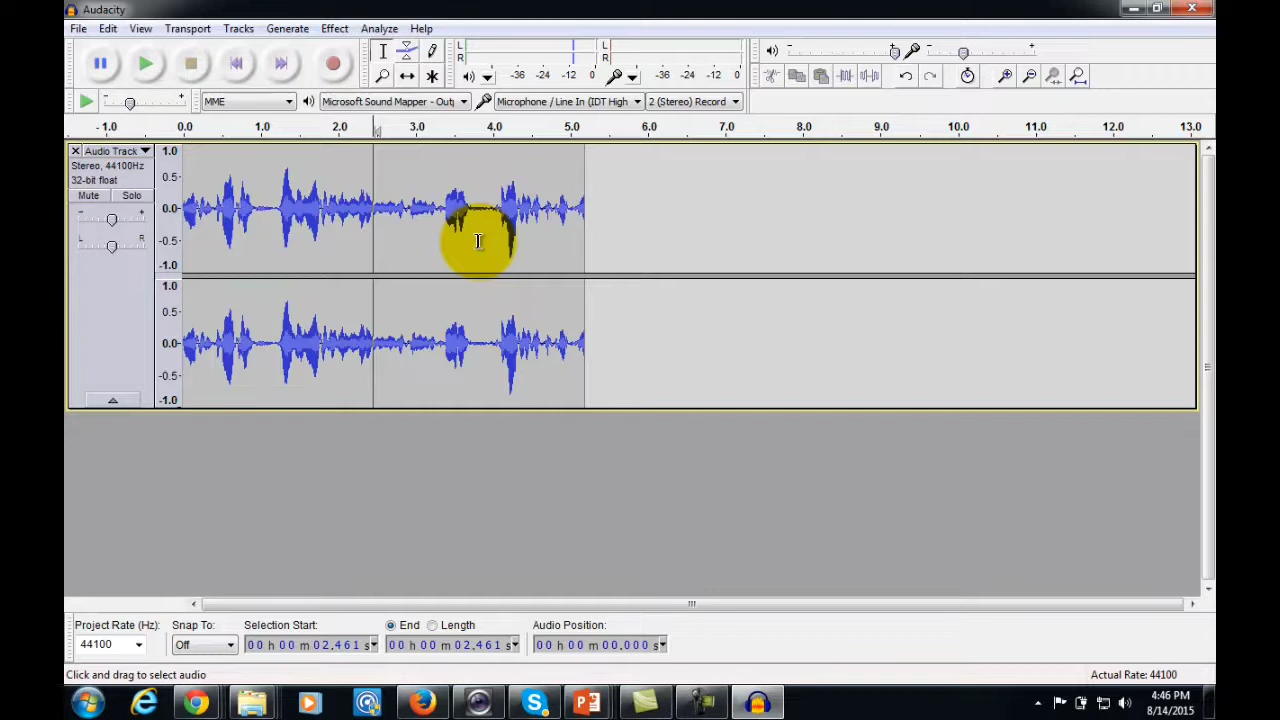 Audacity
File Edit View Transport Tracks Generate Effect Analyze Help
L
R
-36 -24 -12 0
L
R
-36 -24 -12 0
- +
- +
- +
MME
Microsoft Sound Mapper - Outp
Microphone / Line In (IDT High
2 (Stereo) Record
-1.0 0.0 1.0 2.0 3.0 4.0 5.0 6.0 7.0 8.0 9.0 10.0 11.0 12.0 13.0
Audio Track
Stereo, 44100Hz
32-bit float
Mute Solo
- +
L R
1.0
0.5
0.0
-0.5
-1.0
1.0
0.5
0.0
-0.5
-1.0
Project Rate (Hz): Snap To: Selection Start: End Length Audio Position:
44100 Off 00 h 00 m 02.461 s 00 h 00 m 02.461 s 00 h 00 m 00.000 s
Click and drag to select audio Actual Rate: 44100
4:46 PM
8/14/2015